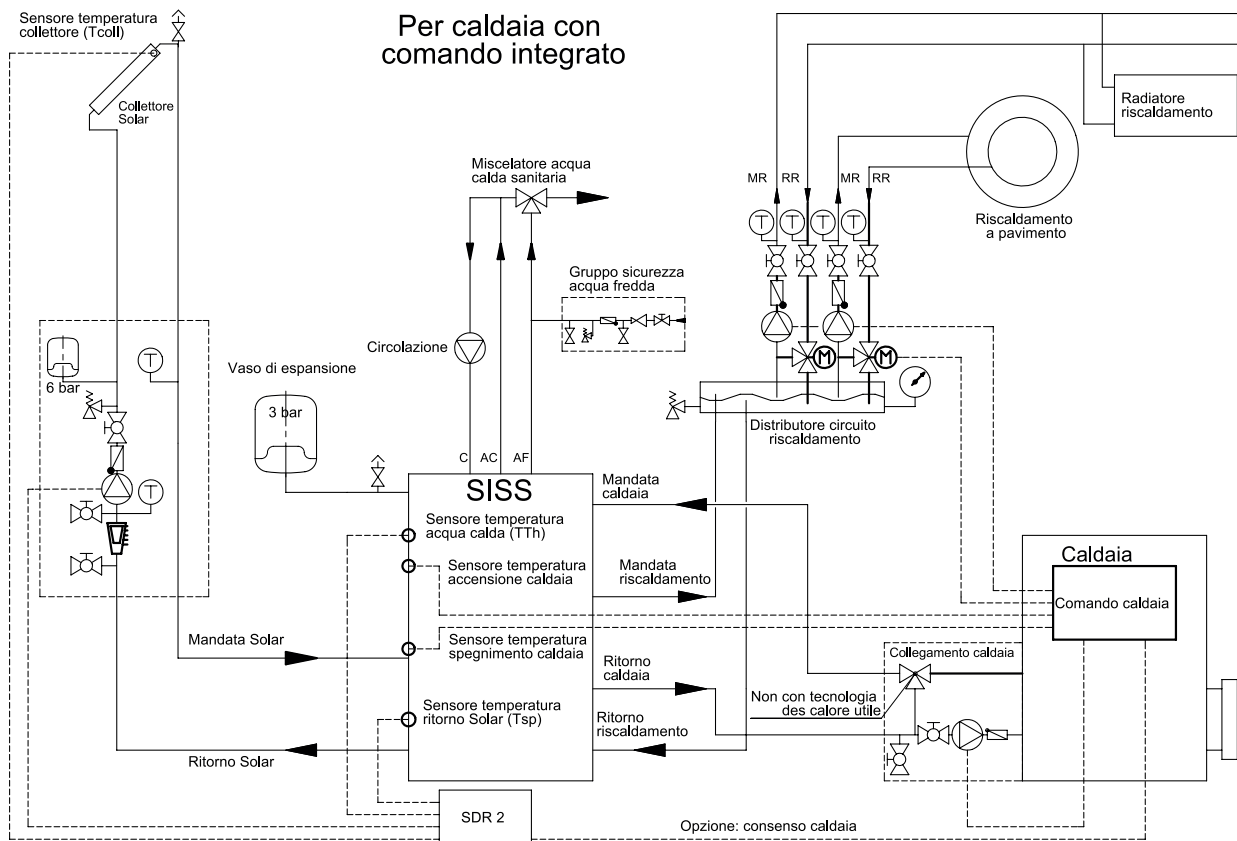 Sensore temperatura
collettore (Tcoll)
Per caldaia con
comando integrato
Collettore
Solar
Radiatore
riscaldamento
Miscelatore acqua
calda sanitaria
MR
RR
MR
RR
Riscaldamento
a pavimento
T
T
T
T
Gruppo sicurezza
acqua fredda
Circolazione
T
6 bar
Vaso di espansione
3 bar
M
M
Distributore circuito
riscaldamento
C
AC
AF
SISS
Mandata
caldaia
T
Sensore temperatura
acqua calda (TTh)
Sensore temperatura
accensione caldaia
Mandata
riscaldamento
Caldaia
Comando caldaia
Mandata Solar
Sensore temperatura
spegnimento caldaia
Collegamento caldaia
Ritorno
caldaia
Non con tecnologia
des calore utile
Sensore temperatura
ritorno Solar (Tsp)
Ritorno
riscaldamento
Ritorno Solar
SDR 2
Opzione: consenso caldaia